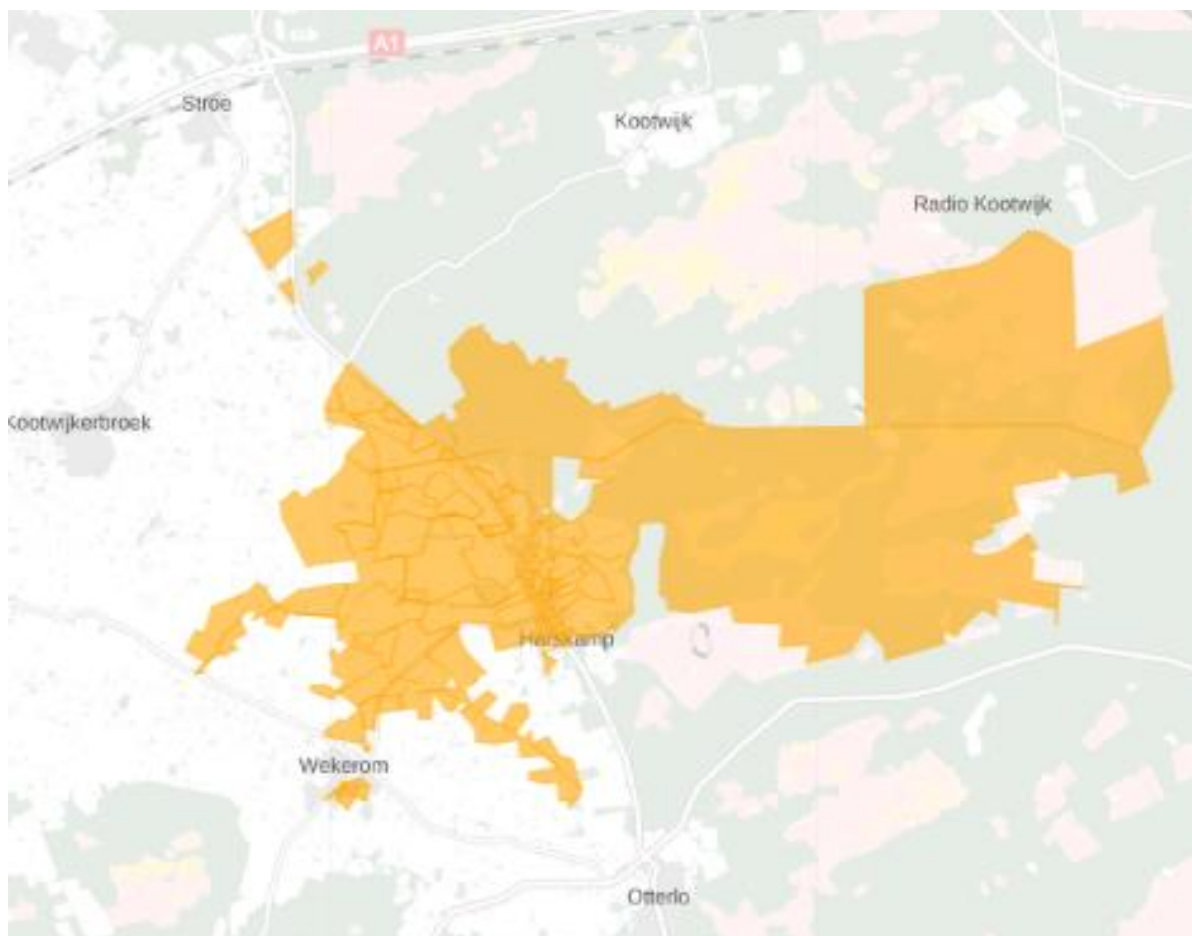 A1
Stroe
Kootwijk
Radio Kootwijk
Kootwijkerbroek
Harskamp
Wekerom
Otterlo